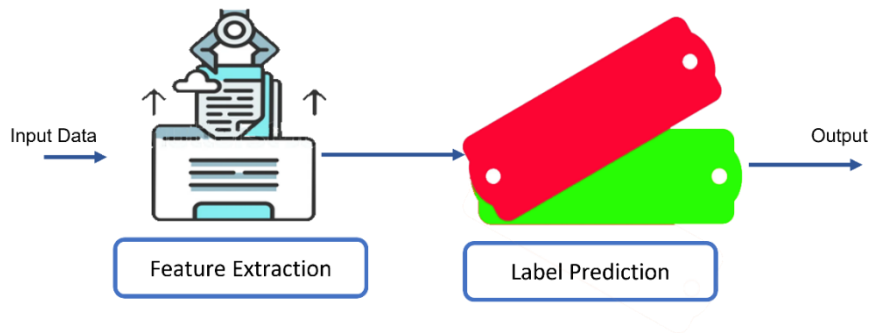 Input Data
Output
Feature Extraction
Label Prediction